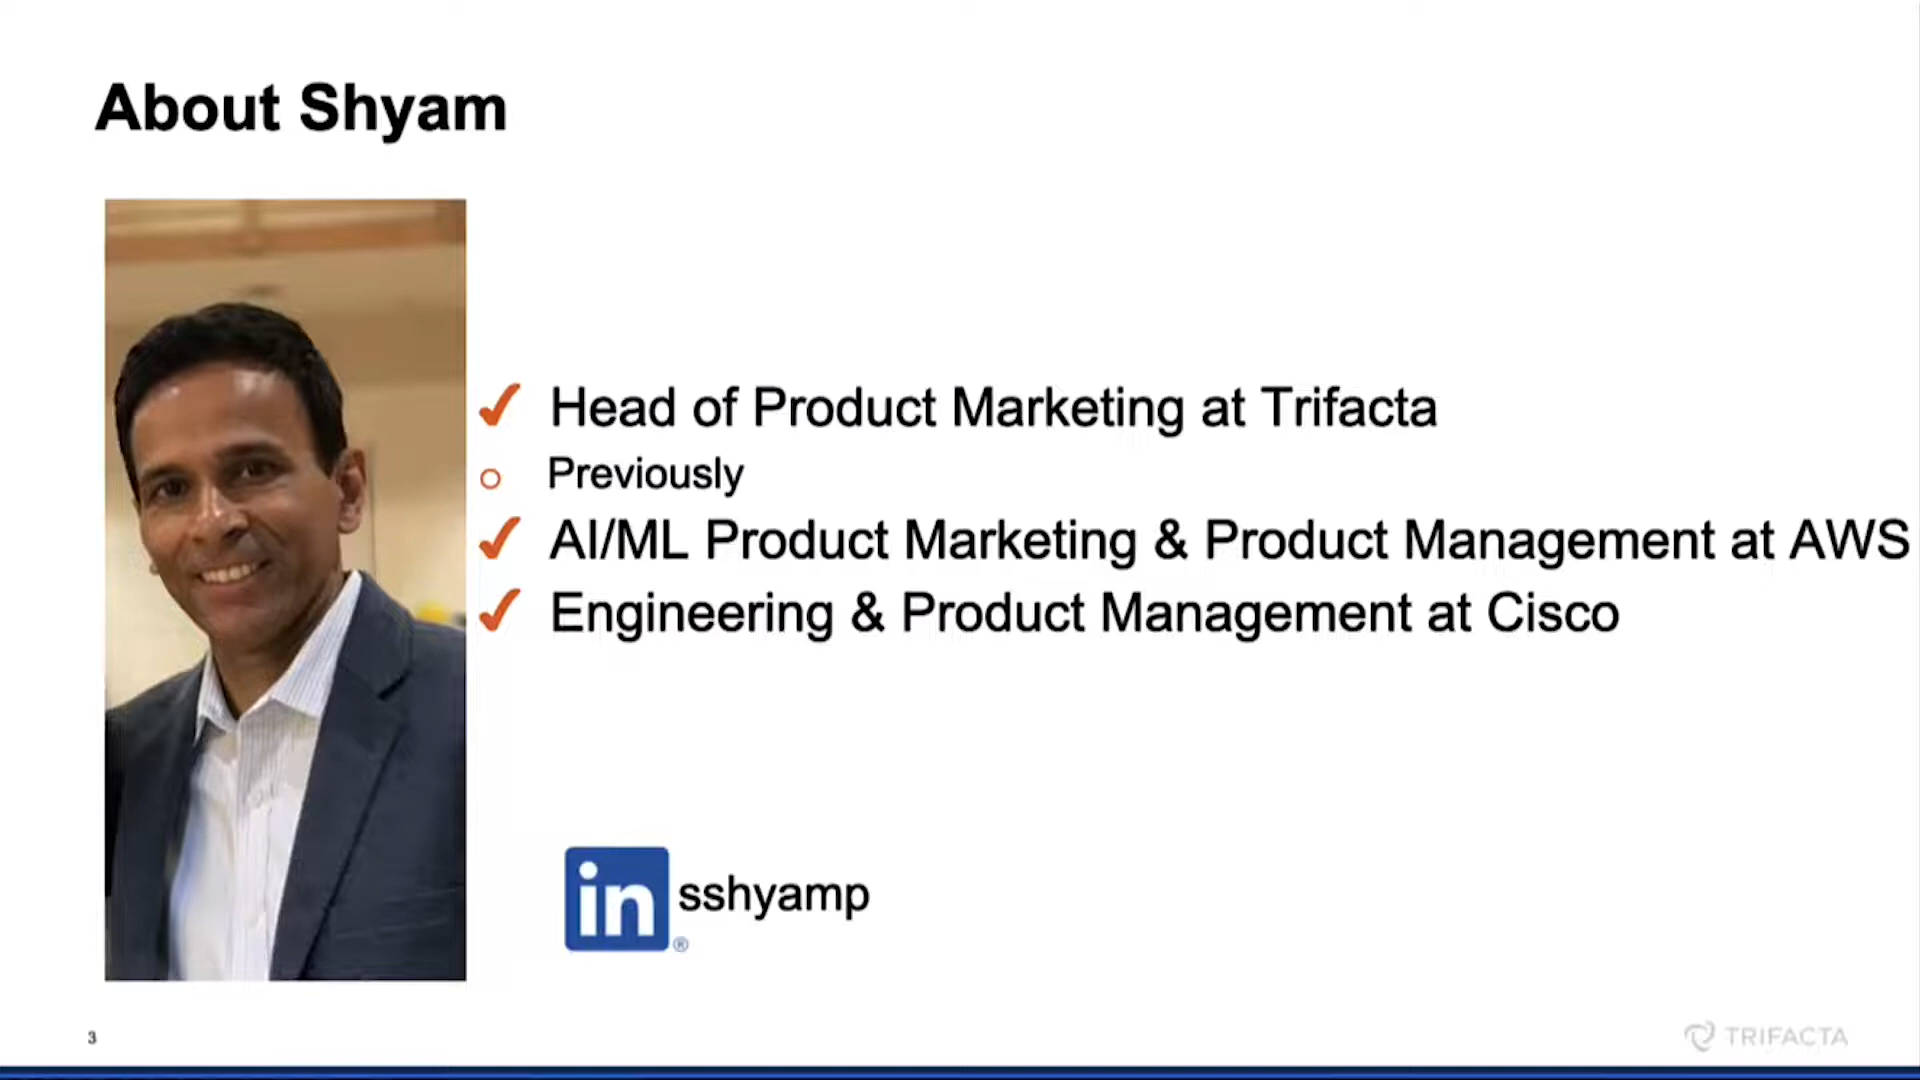 About Shyam
✔ Head of Product Marketing at Trifacta
○ Previously
✔ AI/ML Product Marketing & Product Management at AWS
✔ Engineering & Product Management at Cisco
in® sshyamp
3
TRIFACTA